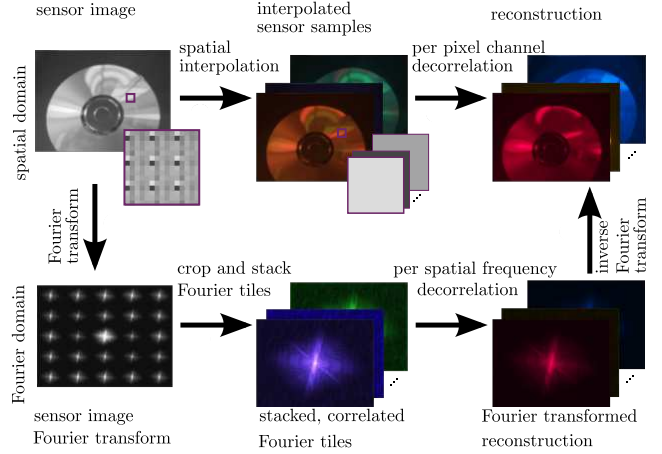 sensor image
interpolated
sensor samples
reconstruction
spatial domain
spatial
interpolation
per pixel channel
decorrelation
Fourier
transform
inverse
Fourier
transform
Fourier domain
crop and stack
Fourier tiles
per spatial frequency
decorrelation
sensor image
Fourier transform
stacked, correlated
Fourier tiles
Fourier transformed
reconstruction